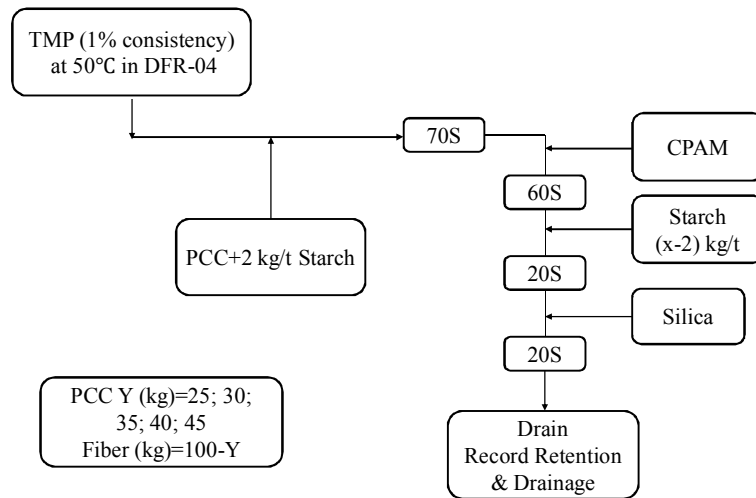 TMP (1% consistency)
at 50℃ in DFR-04
70S
CPAM
60S
PCC+2 kg/t Starch
Starch
(x-2) kg/t
20S
Silica
20S
PCC Y (kg)=25; 30;
35; 40; 45
Fiber (kg)=100-Y
Drain
Record Retention
& Drainage